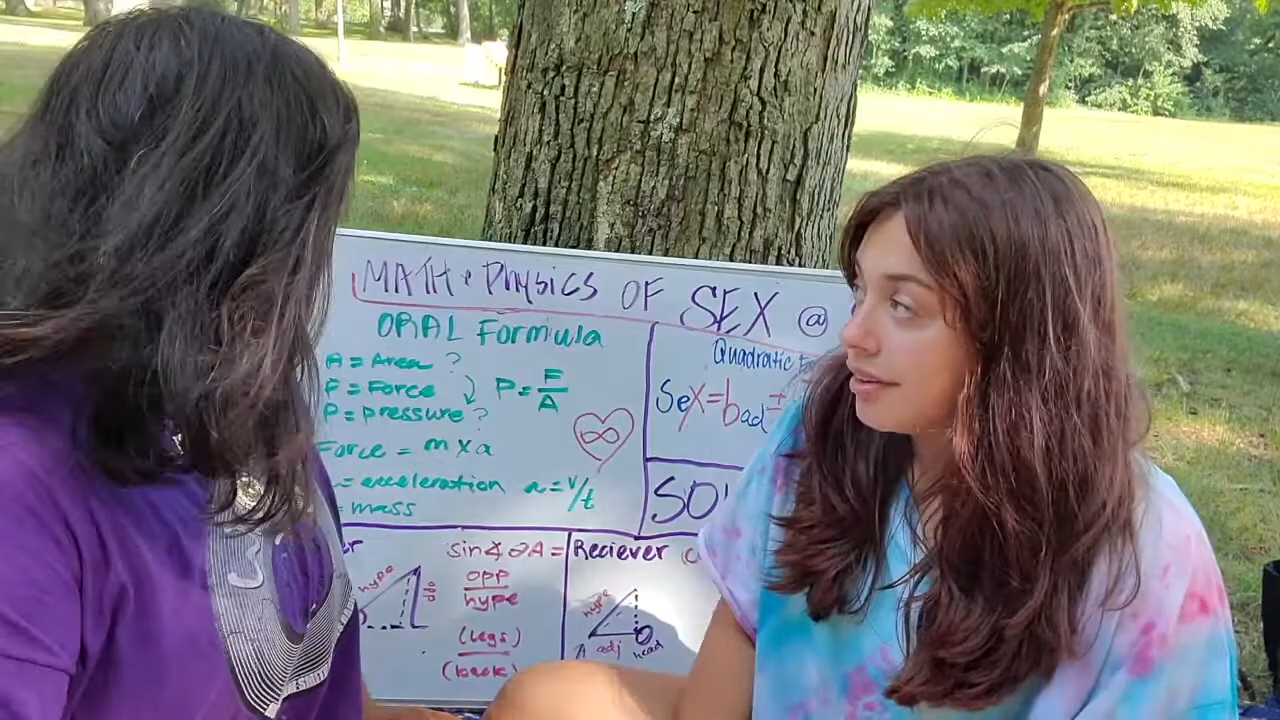 MATH + Physics OF SEX @
ORAL Formula
A = Area ?
F = Force
P = pressure ?
P = F/A
Force = m x a
= acceleration a = v/t
= mass
Quadratic
Sex = bad ±
SO
sin∢ ∂A =
opp
hype
(legs)
(back)
hype
opp
Reciever
hype
A adj head